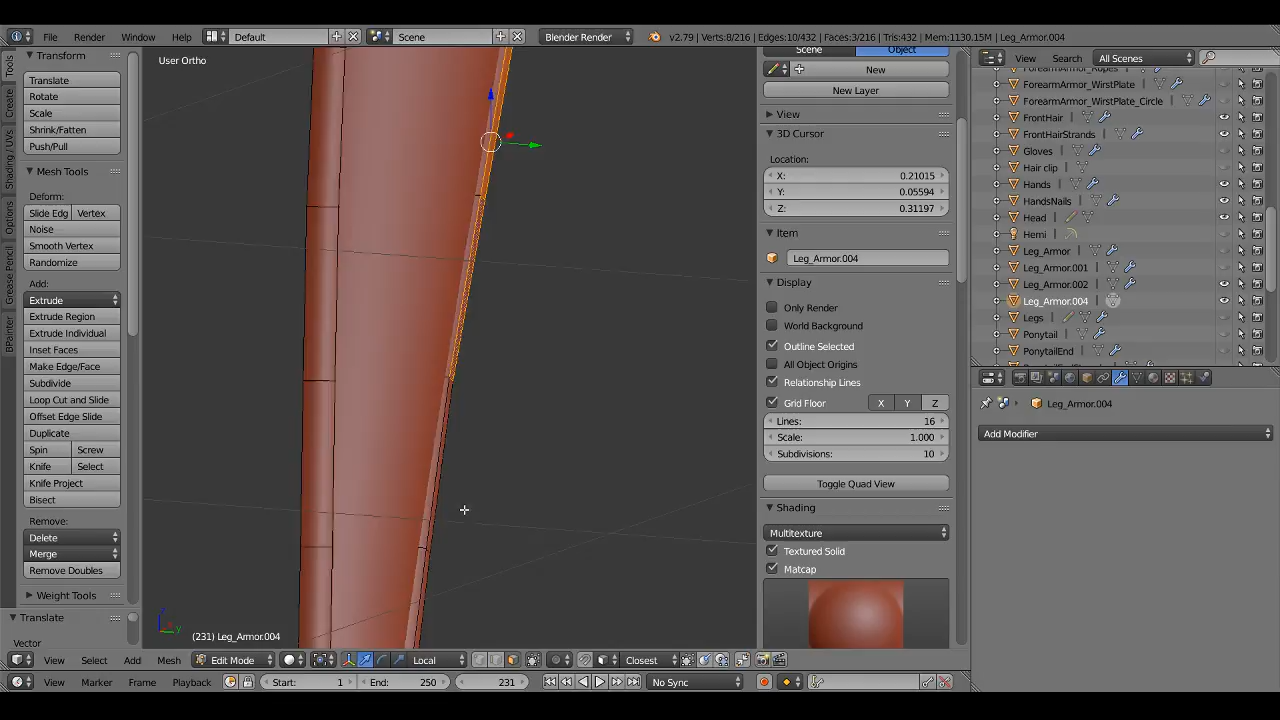 File Render Window Help Default Scene Blender Render v2.79 | Verts:8/216 | Edges:10/432 | Faces:3/216 | Tris:432 | Mem:1130.15M | Leg_Armor.004
Tools
Create
Shading / UVs
Options
Grease Pencil
BPainter
Transform
Translate
Rotate
Scale
Shrink/Fatten
Push/Pull
Mesh Tools
Deform:
Slide Edg Vertex
Noise
Smooth Vertex
Randomize
Add:
Extrude
Extrude Region
Extrude Individual
Inset Faces
Make Edge/Face
Subdivide
Loop Cut and Slide
Offset Edge Slide
Duplicate
Spin Screw
Knife Select
Knife Project
Bisect
Remove:
Delete
Merge
Remove Doubles
Weight Tools
Translate
Vector
User Ortho
z
y
(231) Leg_Armor.004
Scene Object
New
New Layer
View
3D Cursor
Location:
X: 0.21015
Y: 0.05594
Z: 0.31197
Item
Leg_Armor.004
Display
Only Render
World Background
Outline Selected
All Object Origins
Relationship Lines
Grid Floor X Y Z
Lines: 16
Scale: 1.000
Subdivisions: 10
Toggle Quad View
Shading
Multitexture
Textured Solid
Matcap
View Search All Scenes
ForearmArmor_Ropes
ForearmArmor_WirstPlate
ForearmArmor_WirstPlate_Circle
FrontHair
FrontHairStrands
Gloves
Hair clip
Hands
HandsNails
Head
Hemi
Leg_Armor
Leg_Armor.001
Leg_Armor.002
Leg_Armor.004
Legs
Ponytail
PonytailEnd
Leg_Armor.004
Add Modifier
View Select Add Mesh Edit Mode Local Closest
View Marker Frame Playback Start: 1 End: 250 231 No Sync